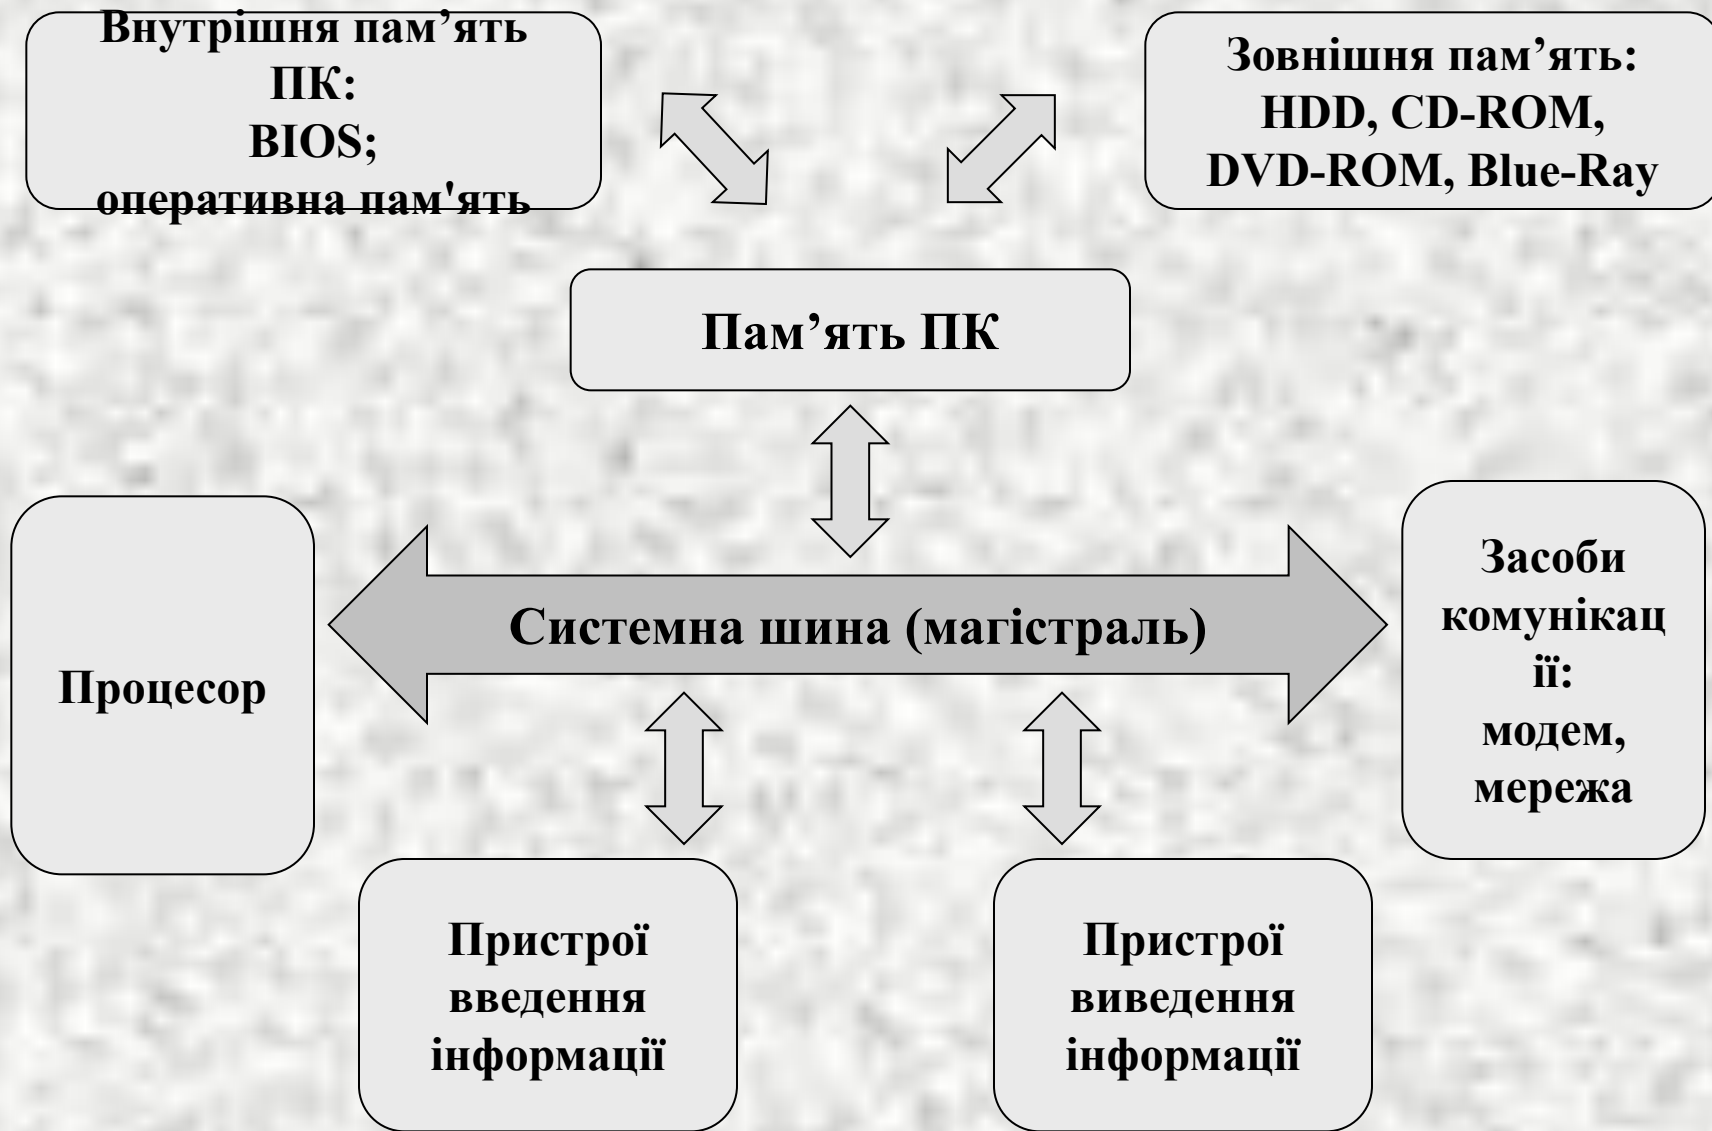 Внутрішня пам’ять
ПК:
BIOS;
оперативна пам'ять
Зовнішня пам’ять:
HDD, CD-ROM,
DVD-ROM, Blue-Ray
Пам’ять ПК
Процесор
Системна шина (магістраль)
Засоби
комунікац
ії:
модем,
мережа
Пристрої
введення
інформації
Пристрої
виведення
інформації